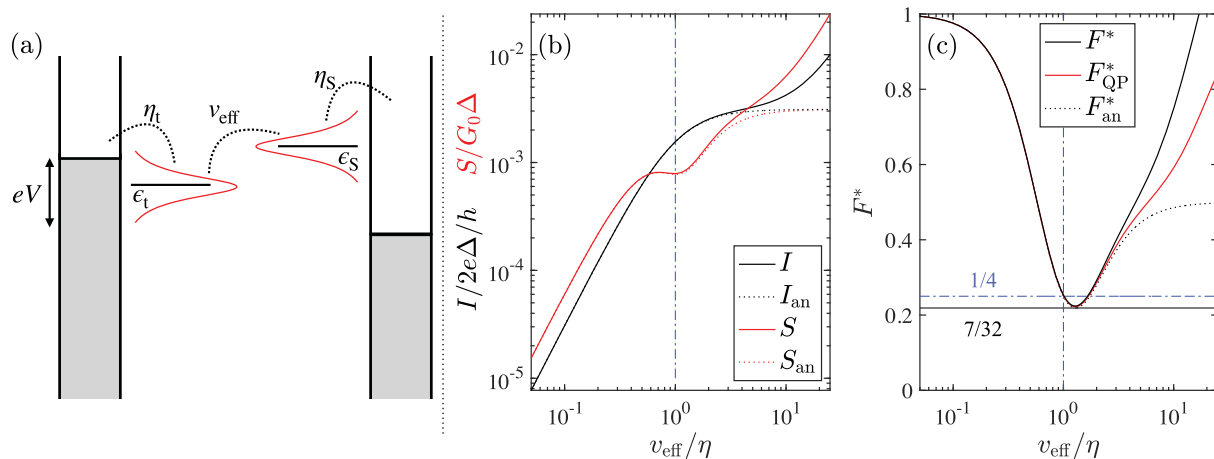 (a)
η_S
η_t
v_eff
ϵ_S
ϵ_t
eV
I/2eΔ/h S/G_0Δ
(b)
10^-2
10^-3
10^-4
10^-5
I
I_an
S
S_an
10^-1 10^0 10^1
v_eff/η
F^*
(c)
1
0.8
0.6
0.4
0.2
0
F^*
F^*_QP
F^*_an
1/4
7/32
10^-1 10^0 10^1
v_eff/η